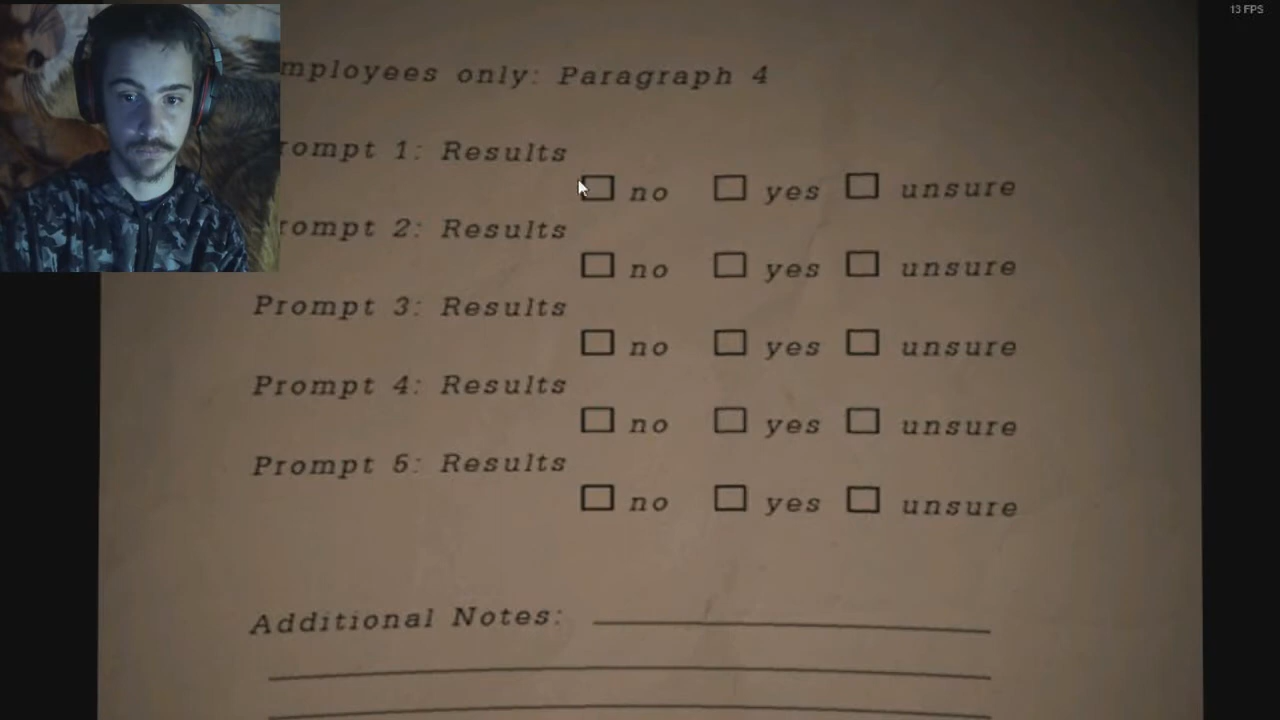 13 FPS
mployees only: Paragraph 4
rompt 1: Results
no yes unsure
rompt 2: Results
no yes unsure
Prompt 3: Results
no yes unsure
Prompt 4: Results
no yes unsure
Prompt 5: Results
no yes unsure
Additional Notes: